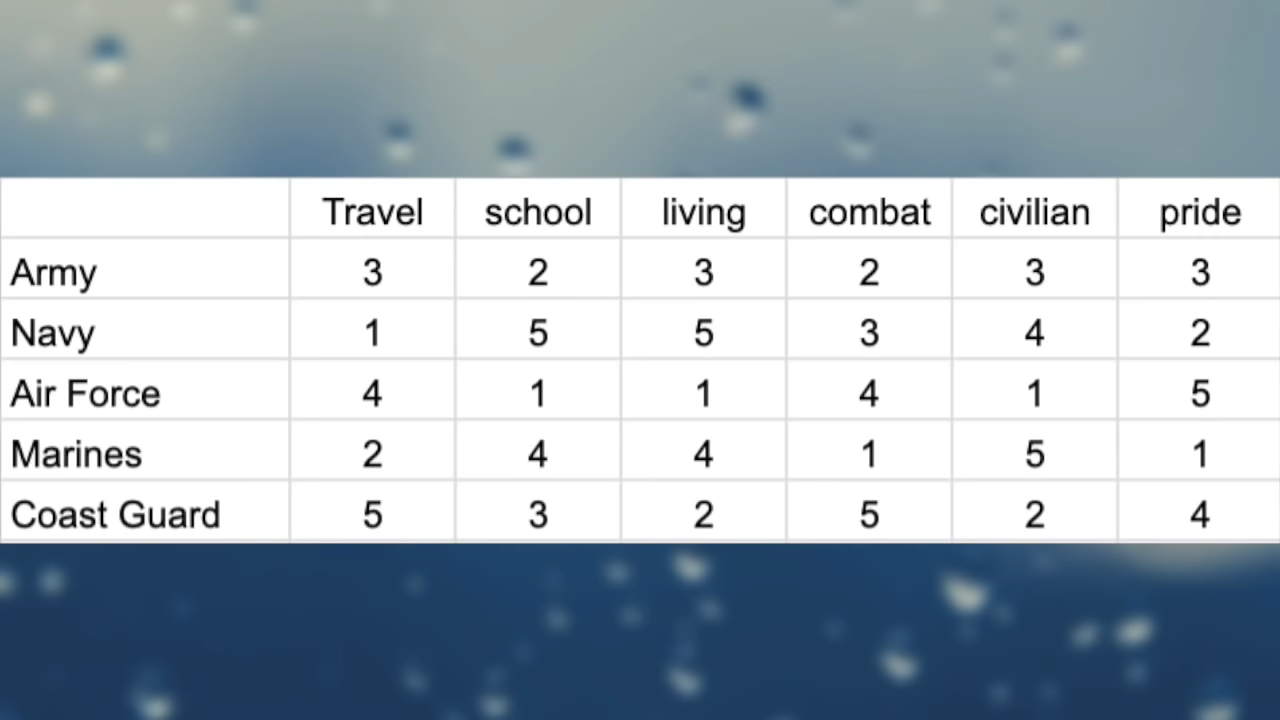 Travel school living combat civilian pride
Army 3 2 3 2 3 3
Navy 1 5 5 3 4 2
Air Force 4 1 1 4 1 5
Marines 2 4 4 1 5 1
Coast Guard 5 3 2 5 2 4